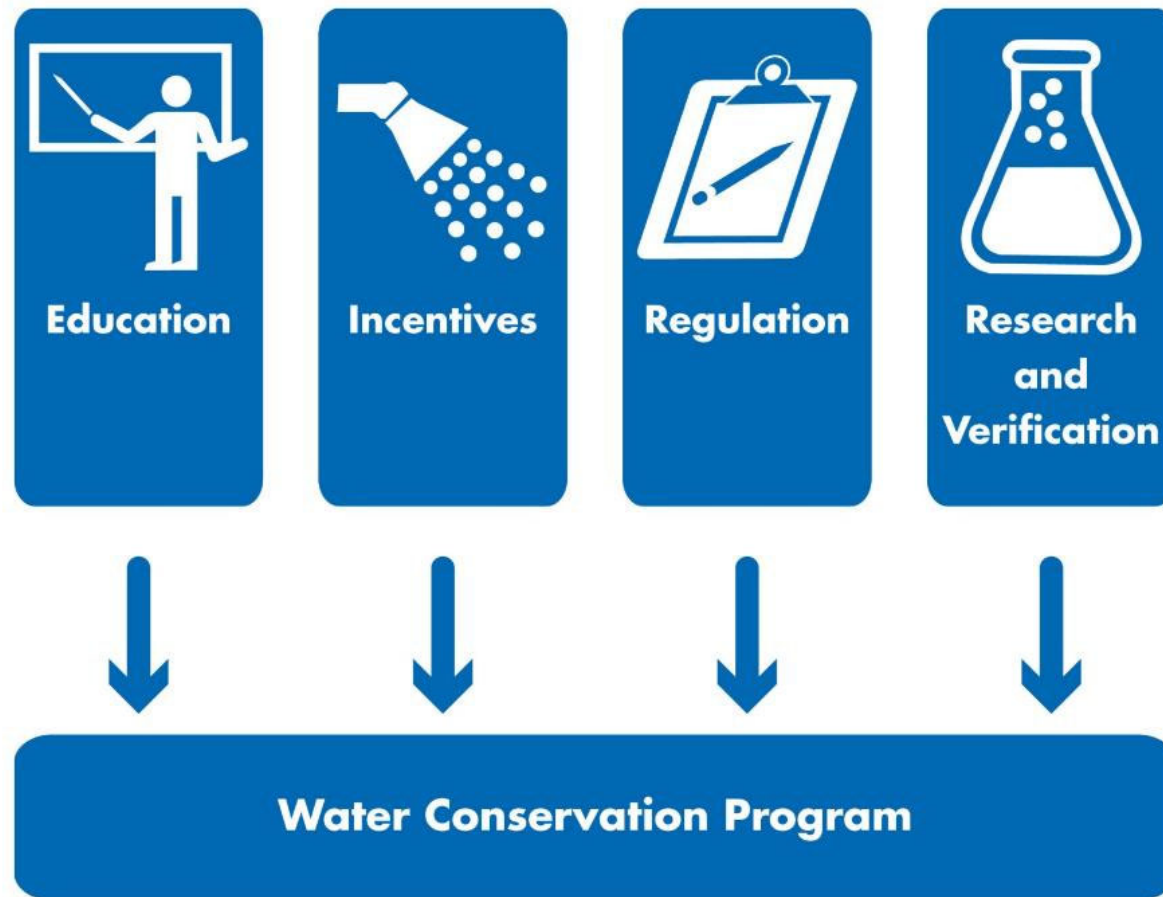 Education
Incentives
Regulation
Research
and
Verification
Water Conservation Program